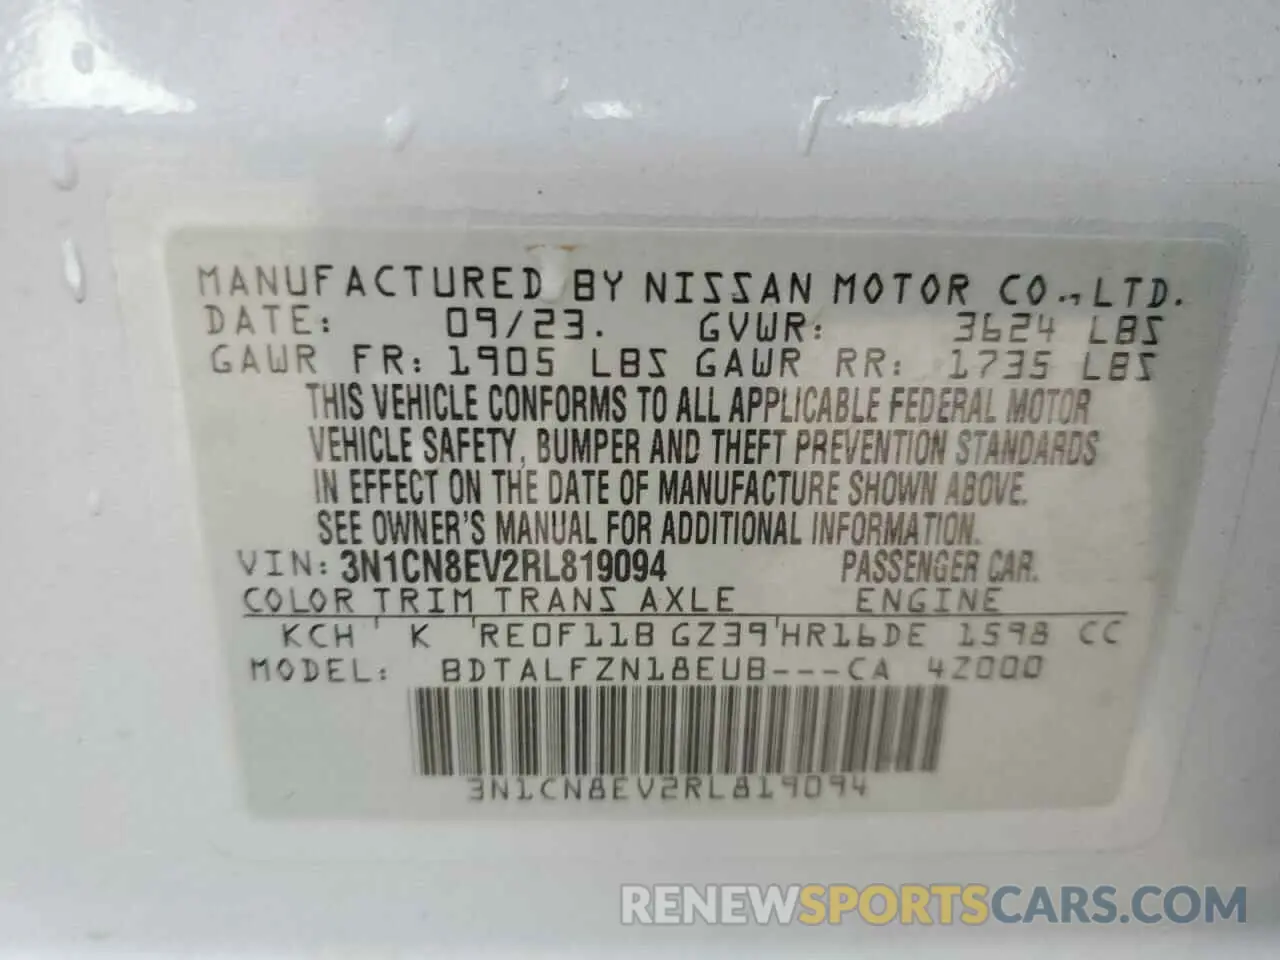 MANUFACTURED BY NISSAN MOTOR CO., LTD.
DATE: 09/23. GVWR: 3624 LBS
GAWR FR: 1905 LBS GAWR RR: 1735 LBS
THIS VEHICLE CONFORMS TO ALL APPLICABLE FEDERAL MOTOR
VEHICLE SAFETY, BUMPER AND THEFT PREVENTION STANDARDS
IN EFFECT ON THE DATE OF MANUFACTURE SHOWN ABOVE.
SEE OWNER'S MANUAL FOR ADDITIONAL INFORMATION.
VIN: 3N1CN8EV2RL819094 PASSENGER CAR.
COLOR TRIM TRANS AXLE ENGINE
KCH ' K 'RE0F11B GZ39'HR16DE 1598 CC
MODEL: BDTALFZN18EUB---CA 4Z000
3N1CN8EV2RL819094
RENEWSPORTSCARS.COM